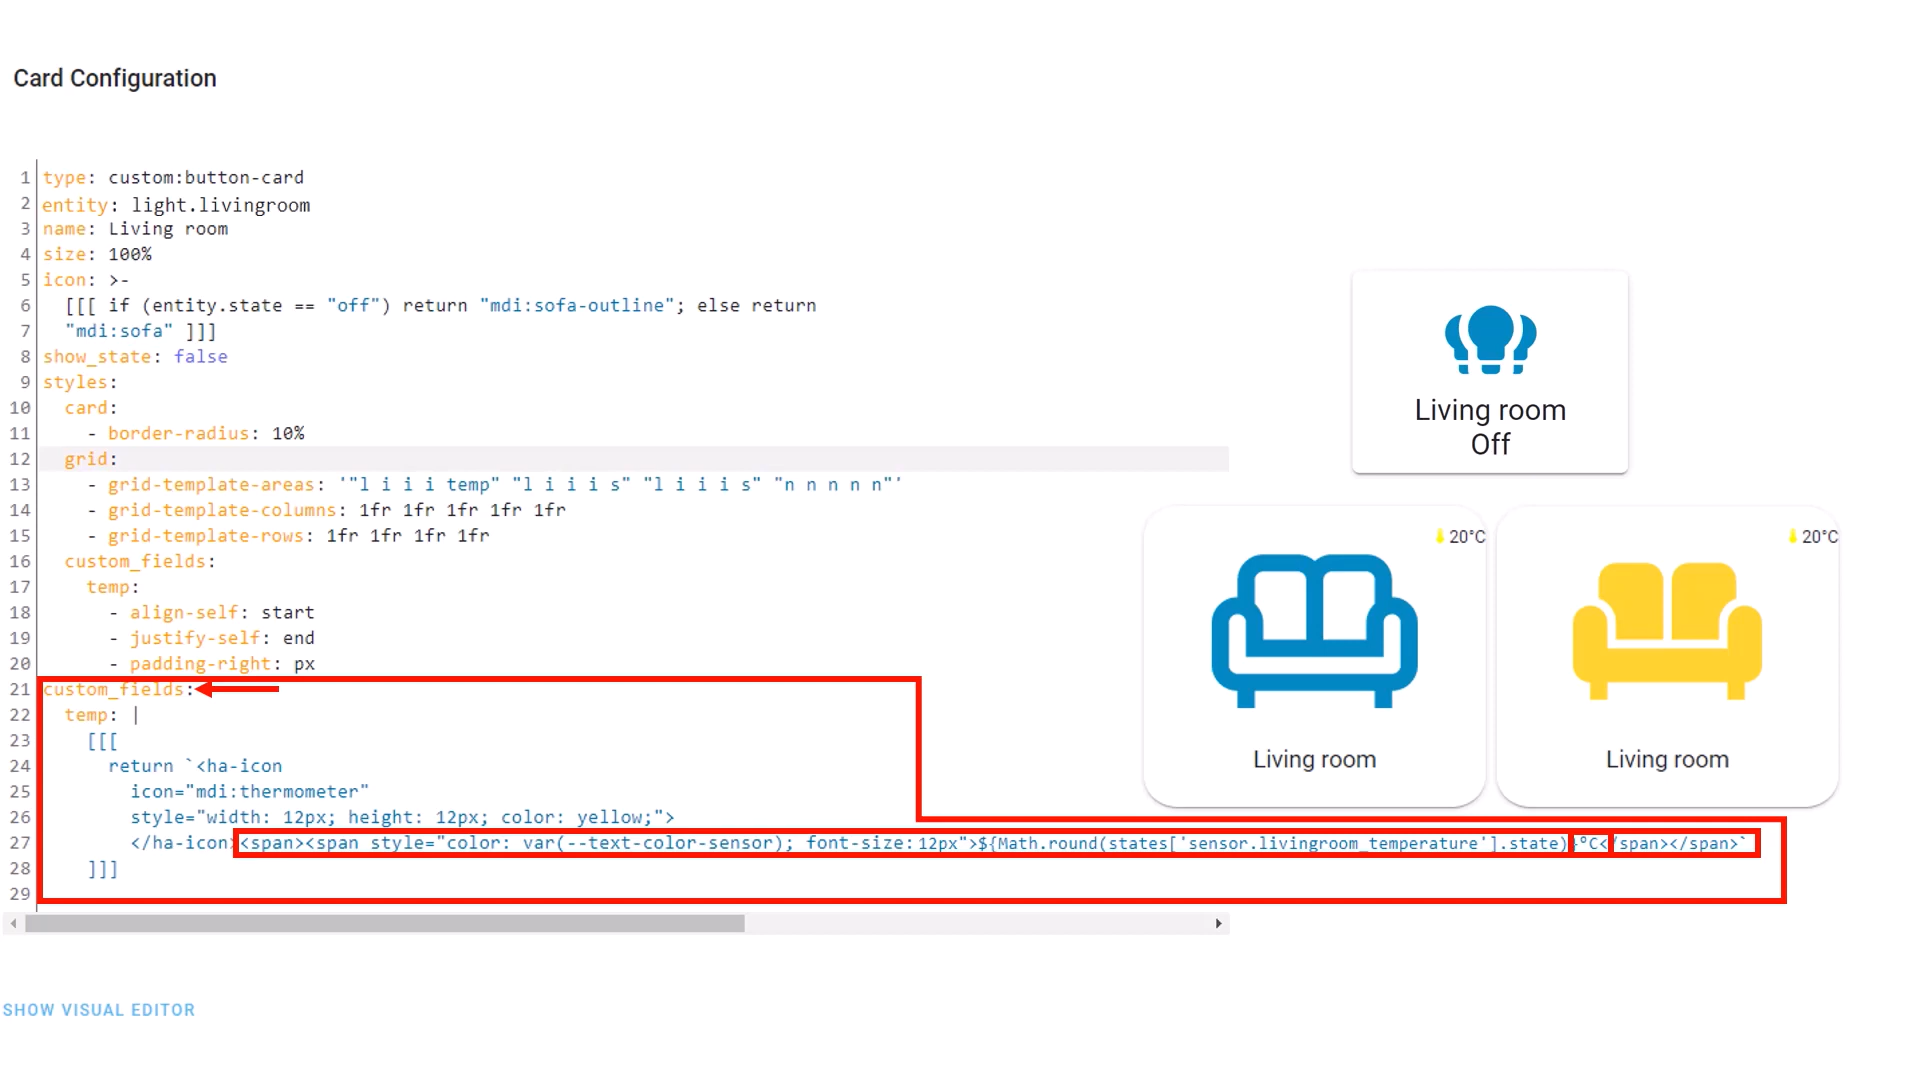 Card Configuration
1 type: custom:button-card
2 entity: light.livingroom
3 name: Living room
4 size: 100%
5 icon: >-
6 [[[ if (entity.state == "off") return "mdi:sofa-outline"; else return
7 "mdi:sofa" ]]]
8 show_state: false
9 styles:
10 card:
11 - border-radius: 10%
12 grid:
13 - grid-template-areas: '"l i i i temp" "l i i i s" "l i i i s" "n n n n n"'
14 - grid-template-columns: 1fr 1fr 1fr 1fr 1fr
15 - grid-template-rows: 1fr 1fr 1fr 1fr
16 custom_fields:
17 temp:
18 - align-self: start
19 - justify-self: end
20 - padding-right: px
21 custom_fields:
22 temp: |
23 [[[
24 return `<ha-icon
25 icon="mdi:thermometer"
26 style="width: 12px; height: 12px; color: yellow;">
27 </ha-icon><span><span style="color: var(--text-color-sensor); font-size:12px">${Math.round(states['sensor.livingroom_temperature'].state)}°C</span></span>`
28 ]]]
29
Living room
Off
20°C
Living room
20°C
Living room
SHOW VISUAL EDITOR